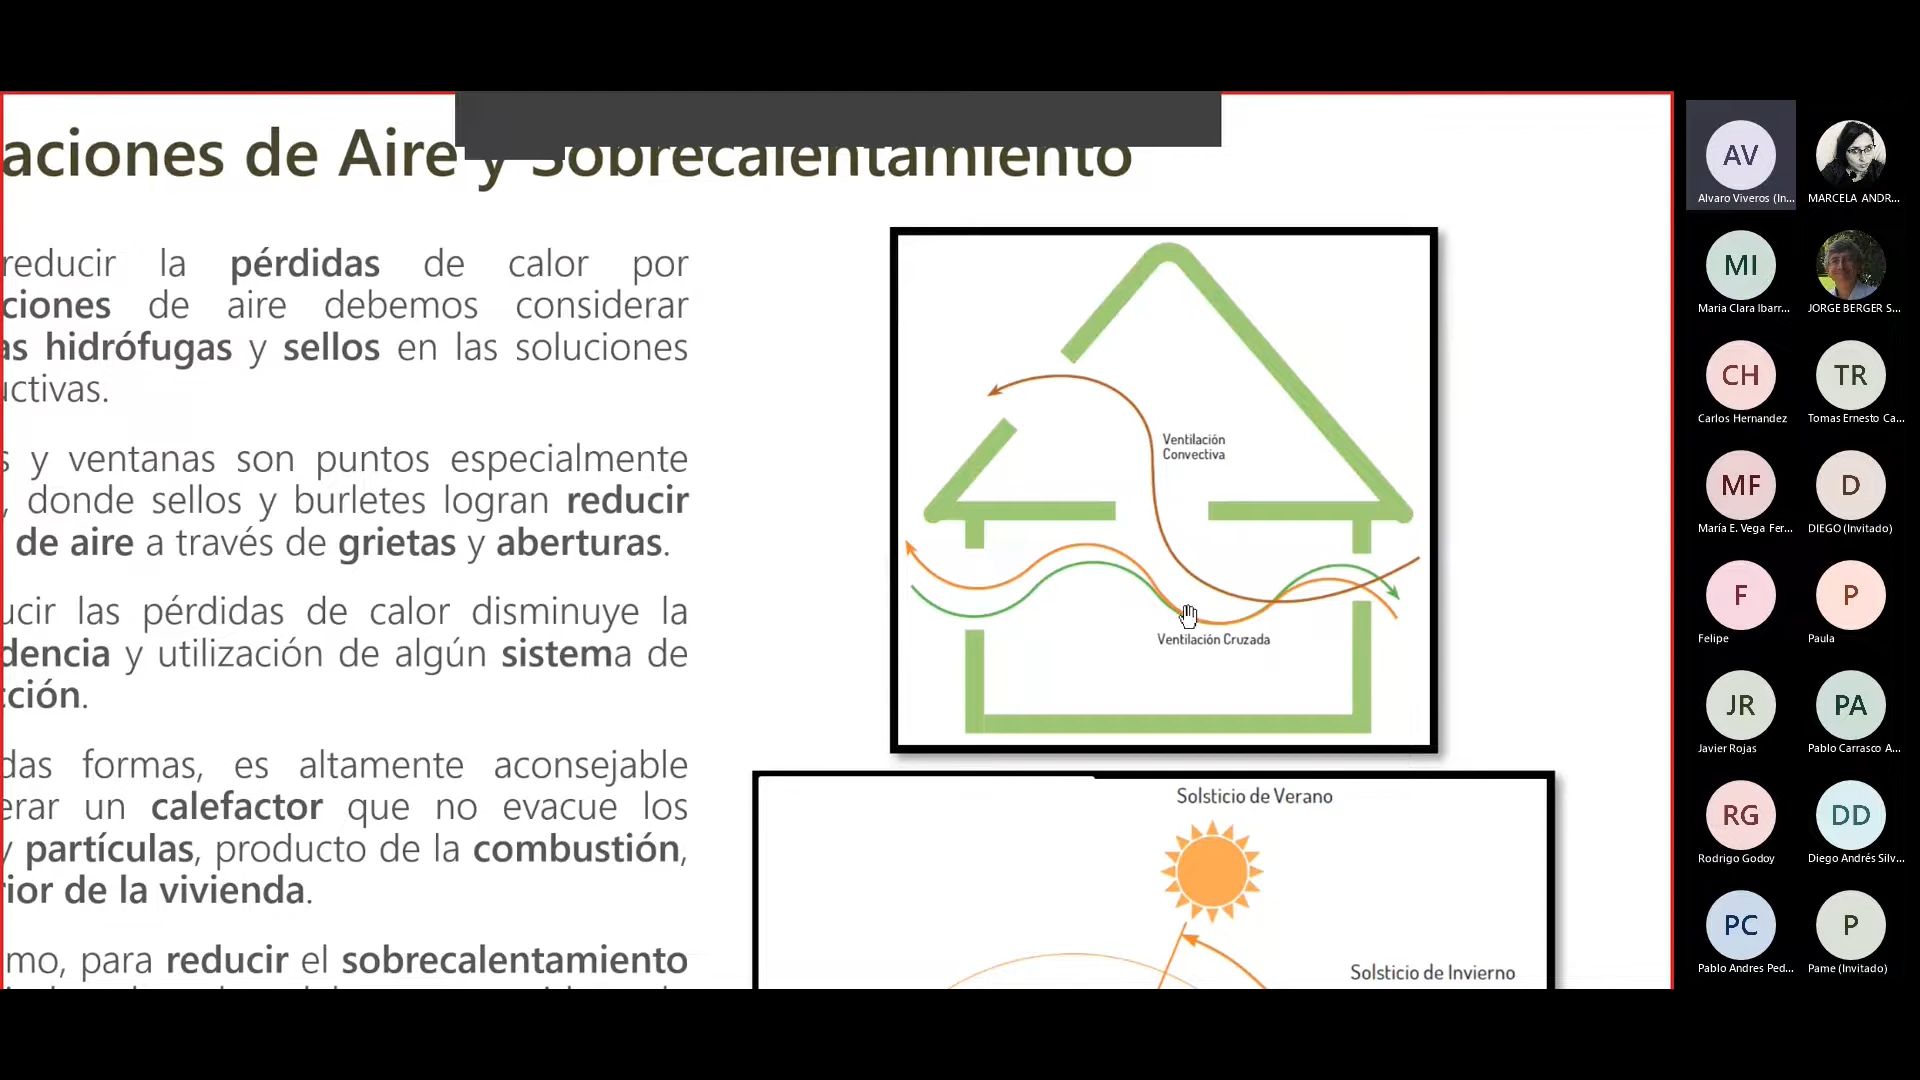 aciones de Aire y Sobrecalentamiento
reducir la pérdidas de calor por
ciones de aire debemos considerar
as hidrófugas y sellos en las soluciones
uctivas.
s y ventanas son puntos especialmente
, donde sellos y burletes logran reducir
de aire a través de grietas y aberturas.
ucir las pérdidas de calor disminuye la
dencia y utilización de algún sistema de
cción.
das formas, es altamente aconsejable
erar un calefactor que no evacue los
y partículas, producto de la combustión,
rior de la vivienda.
mo, para reducir el sobrecalentamiento
Ventilación
Convectiva
Ventilación Cruzada
Solsticio de Verano
Solsticio de Invierno
AV
Alvaro Viveros (In...
MARCELA ANDR...
MI
Maria Clara Ibarr...
JORGE BERGER S...
CH
Carlos Hernandez
TR
Tomas Ernesto Ca...
MF
María E. Vega Fer...
D
DIEGO (Invitado)
F
Felipe
P
Paula
JR
Javier Rojas
PA
Pablo Carrasco A...
RG
Rodrigo Godoy
DD
Diego Andrés Silv...
PC
Pablo Andres Ped...
P
Pame (Invitado)